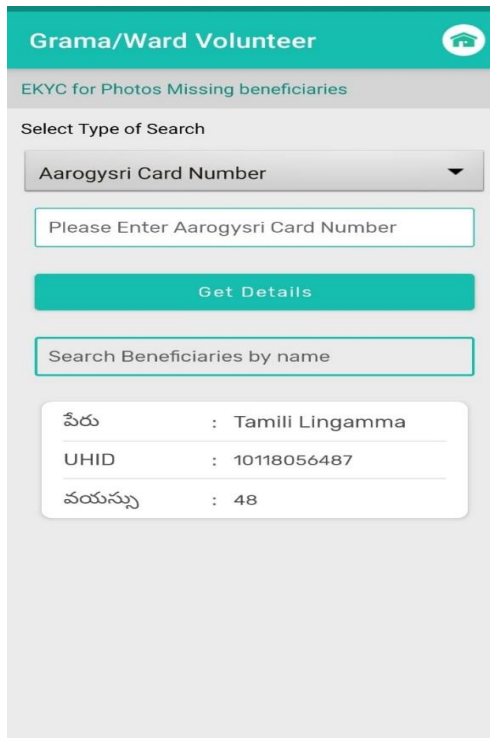 Grama/Ward Volunteer
EKYC for Photos Missing beneficiaries
Select Type of Search
Aarogysri Card Number
Please Enter Aarogysri Card Number
Get Details
Search Beneficiaries by name
పేరు : Tamili Lingamma
UHID : 10118056487
వయస్సు : 48